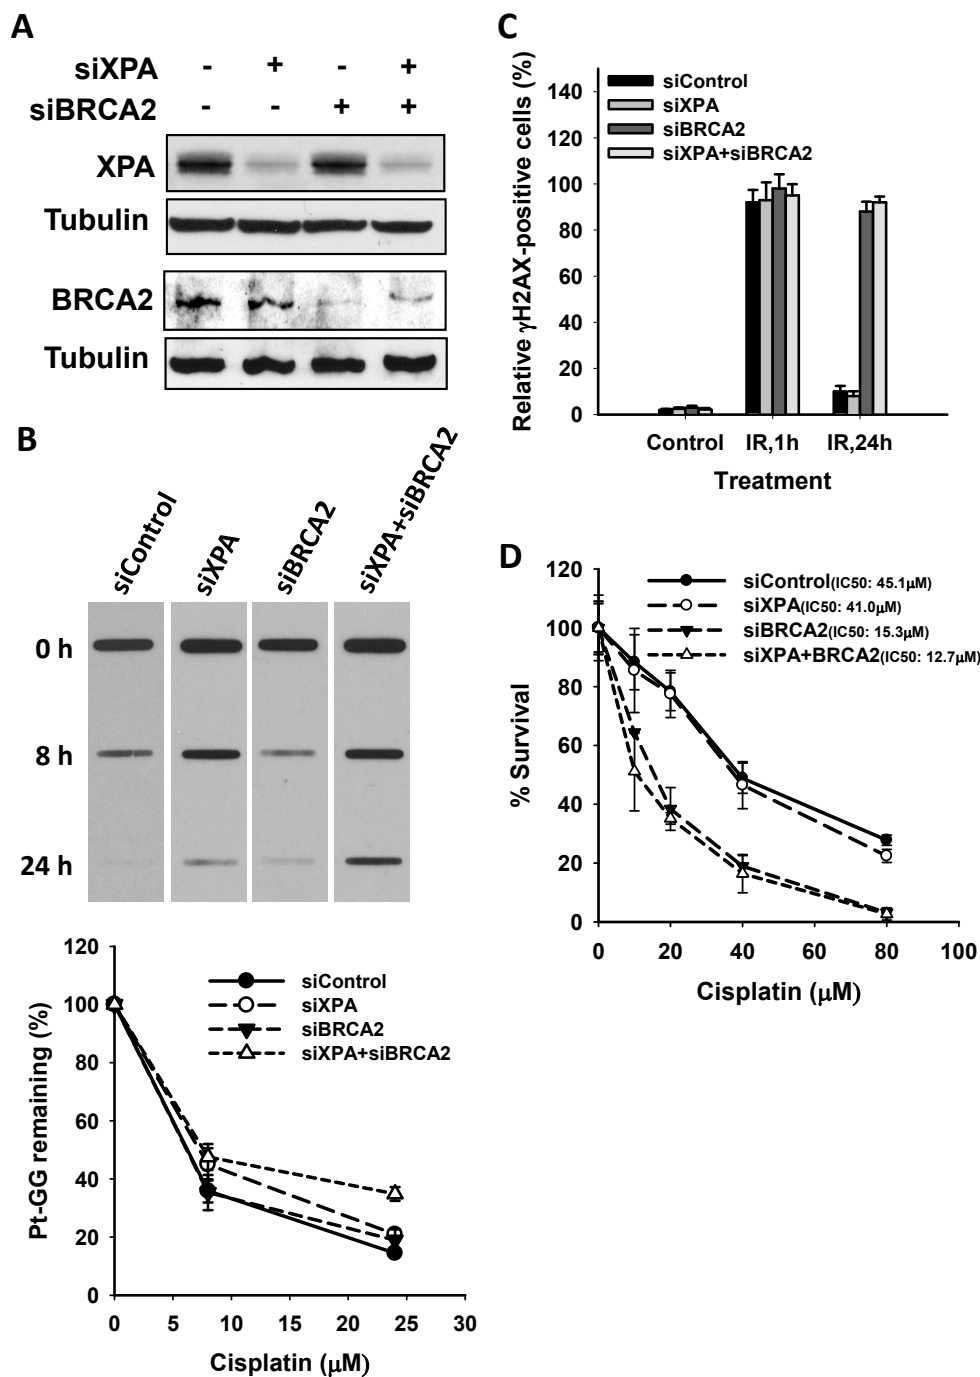 A
siXPA - + - +
siBRCA2 - - + +
XPA
Tubulin
BRCA2
Tubulin
B
siControl
siXPA
siBRCA2
siXPA+siBRCA2
0 h
8 h
24 h
120
100
80
60
40
20
0
Pt-GG remaining (%)
siControl
siXPA
siBRCA2
siXPA+siBRCA2
0 5 10 15 20 25 30
Cisplatin (μM)
C
siControl
siXPA
siBRCA2
siXPA+siBRCA2
140
120
100
80
60
40
20
0
Relative γH2AX-positive cells (%)
Control IR,1h IR,24h
Treatment
D
120
100
80
60
40
20
0
% Survival
siControl(IC50: 45.1μM)
siXPA(IC50: 41.0μM)
siBRCA2(IC50: 15.3μM)
siXPA+BRCA2(IC50: 12.7μM)
0 20 40 60 80 100
Cisplatin (μM)